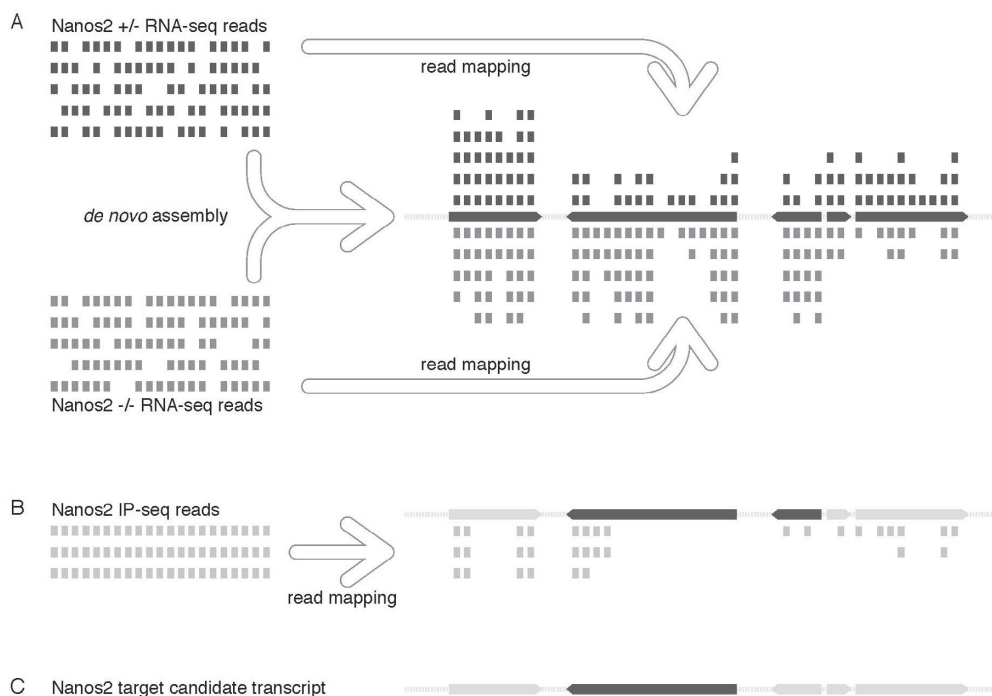 A
Nanos2 +/- RNA-seq reads
read mapping
de novo assembly
read mapping
Nanos2 -/- RNA-seq reads
B
Nanos2 IP-seq reads
read mapping
C
Nanos2 target candidate transcript